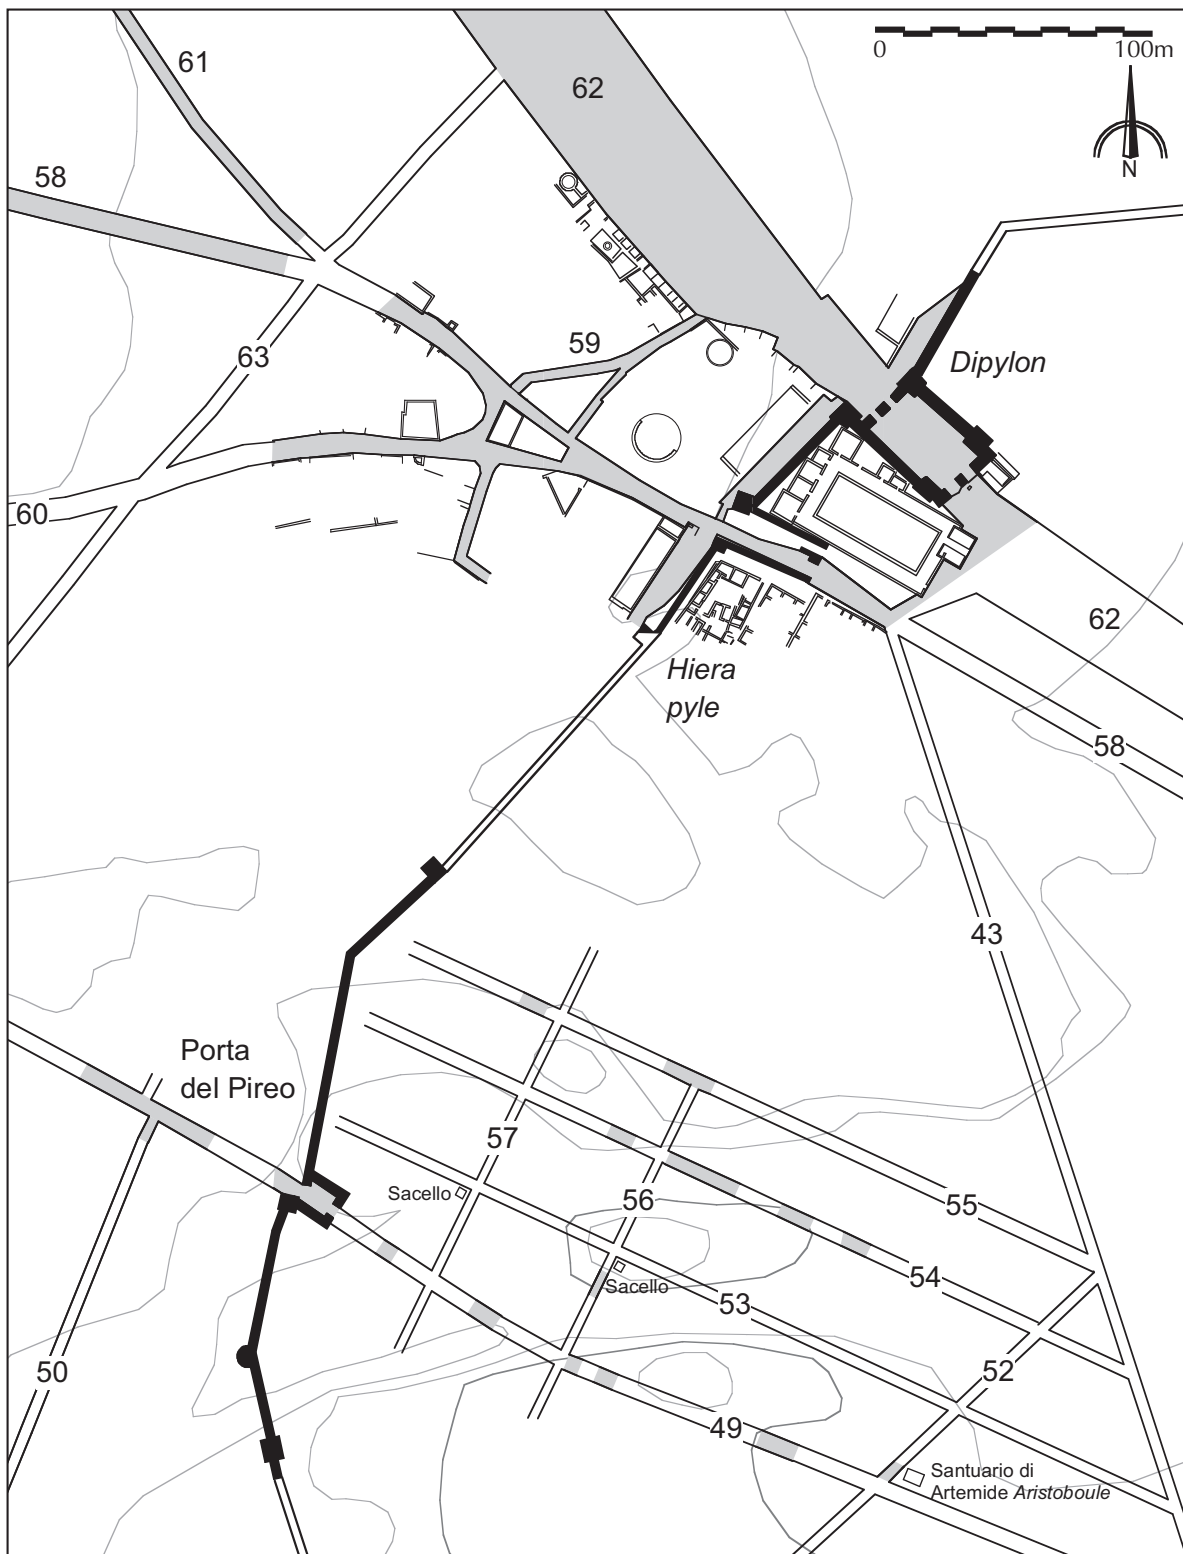 61
62
0 100m
N
58
59
Dipylon
63
60
62
Hiera
pyle
58
43
Porta
del Pireo
57
Sacello
56
55
54
Sacello
53
50
52
49
Santuario di
Artemide Aristoboule